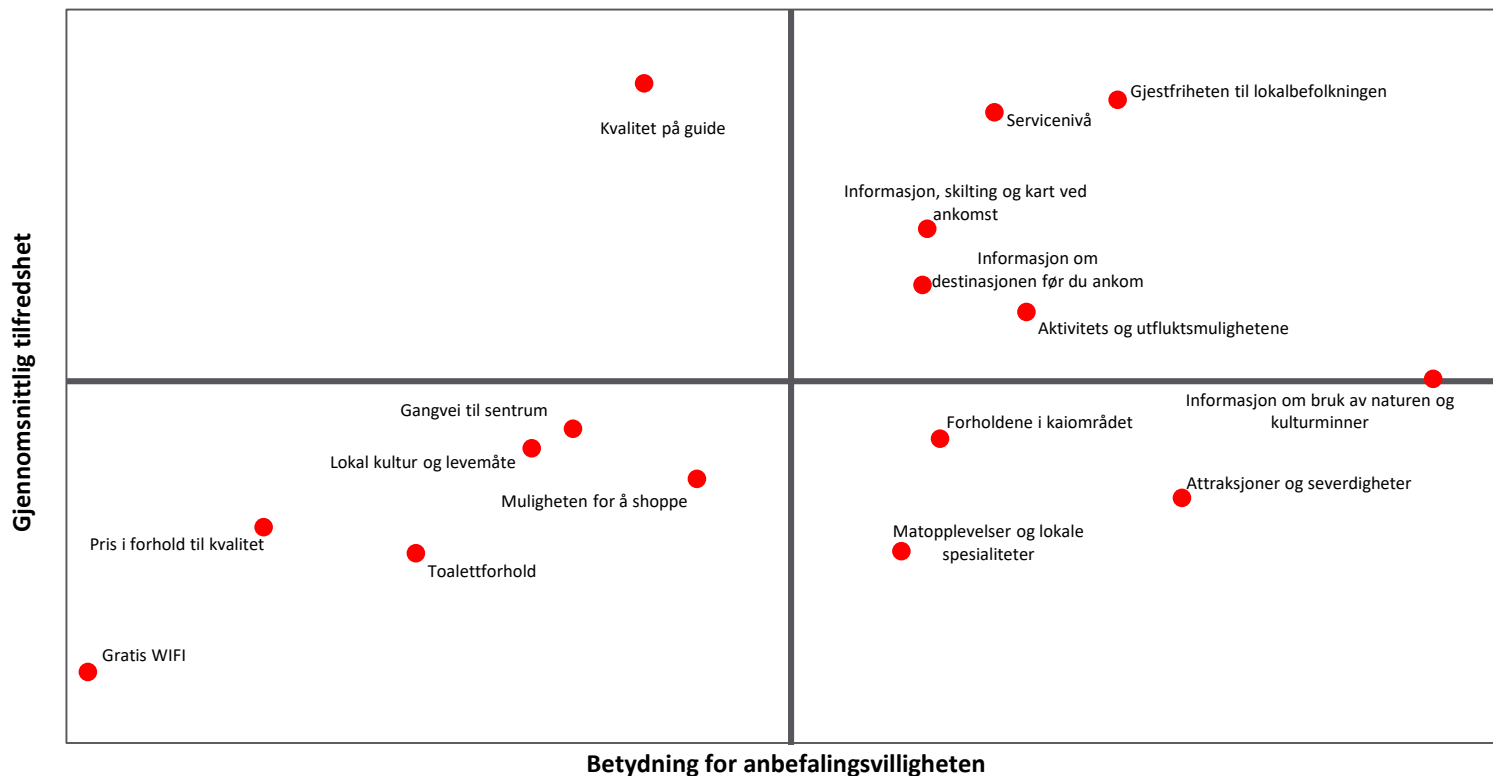 Gjestfriheten til lokalbefolkningen
Servicenivå
Kvalitet på guide
Informasjon, skilting og kart ved
ankomst
Informasjon om
destinasjonen før du ankom
Aktivitets og utfluktsmulighetene
Gjennomsnittlig tilfredshet
Informasjon om bruk av naturen og
kulturminner
Gangvei til sentrum
Forholdene i kaiområdet
Lokal kultur og levemåte
Muligheten for å shoppe
Attraksjoner og severdigheter
Pris i forhold til kvalitet
Matopplevelser og lokale
spesialiteter
Toalettforhold
Gratis WIFI
Betydning for anbefalingsvilligheten